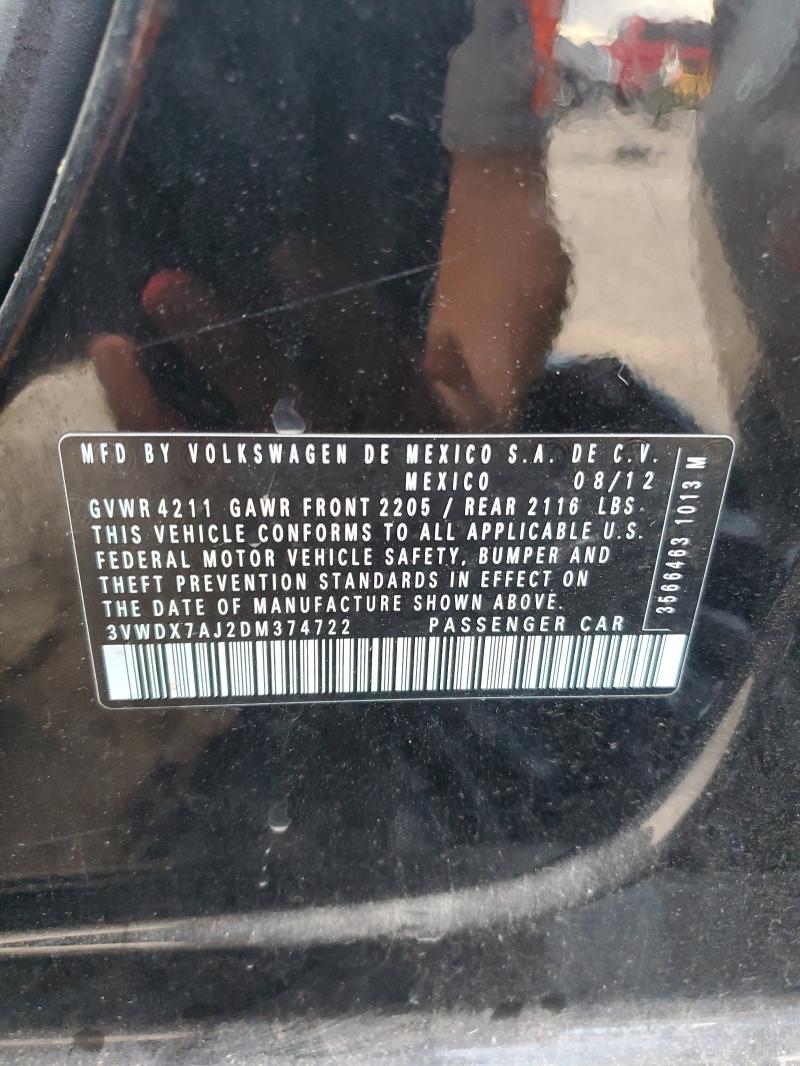 MFD BY VOLKSWAGEN DE MEXICO S.A. DE C.V.
MEXICO 08/12
GVWR 4211 GAWR FRONT 2205 / REAR 2116 LBS
THIS VEHICLE CONFORMS TO ALL APPLICABLE U.S.
FEDERAL MOTOR VEHICLE SAFETY, BUMPER AND
THEFT PREVENTION STANDARDS IN EFFECT ON
THE DATE OF MANUFACTURE SHOWN ABOVE.
3VWDX7AJ2DM374722 PASSENGER CAR
3566463 1013 M